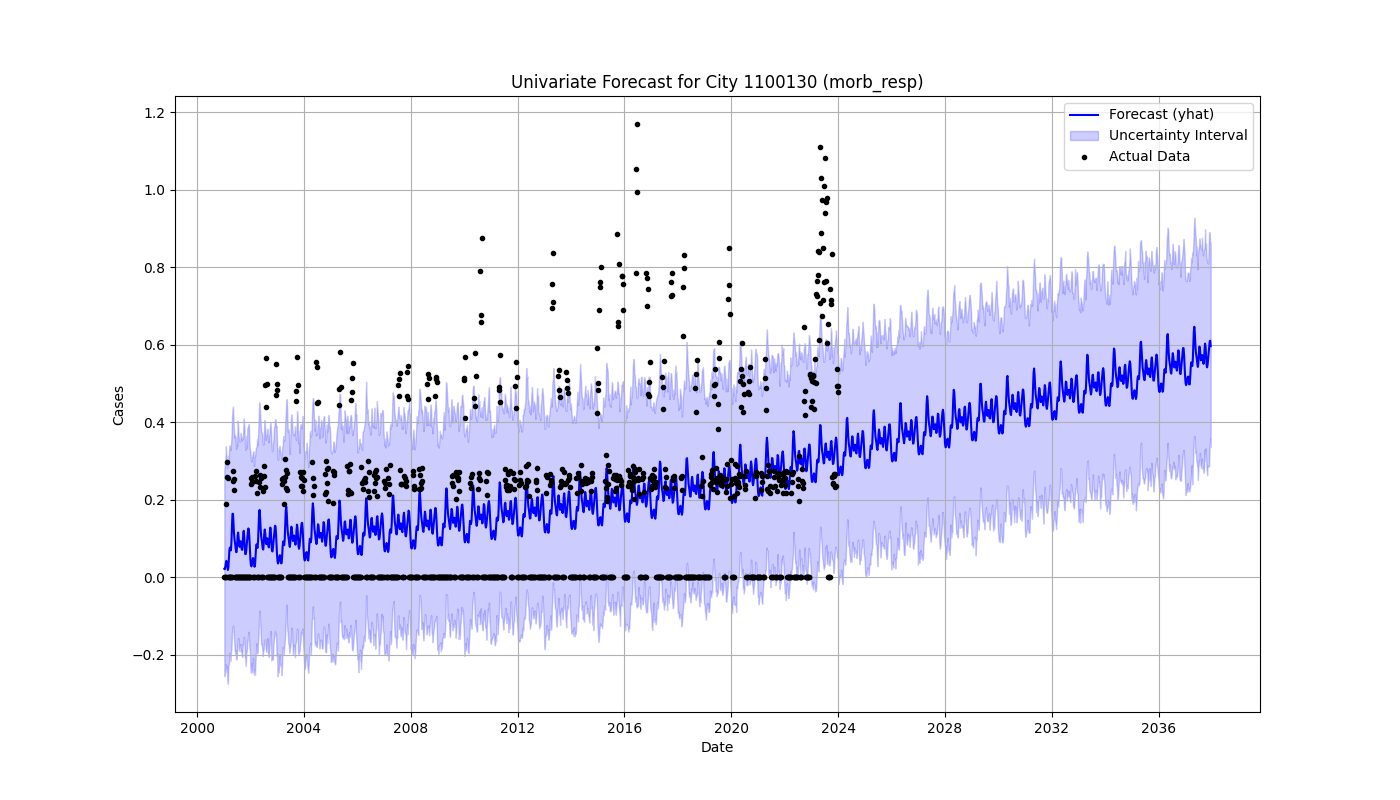 Univariate Forecast for City 1100130 (morb_resp)
Forecast (yhat)
Uncertainty Interval
Actual Data
1.2
1.0
0.8
0.6
0.4
0.2
0.0
−0.2
Cases
2000 2004 2008 2012 2016 2020 2024 2028 2032 2036
Date